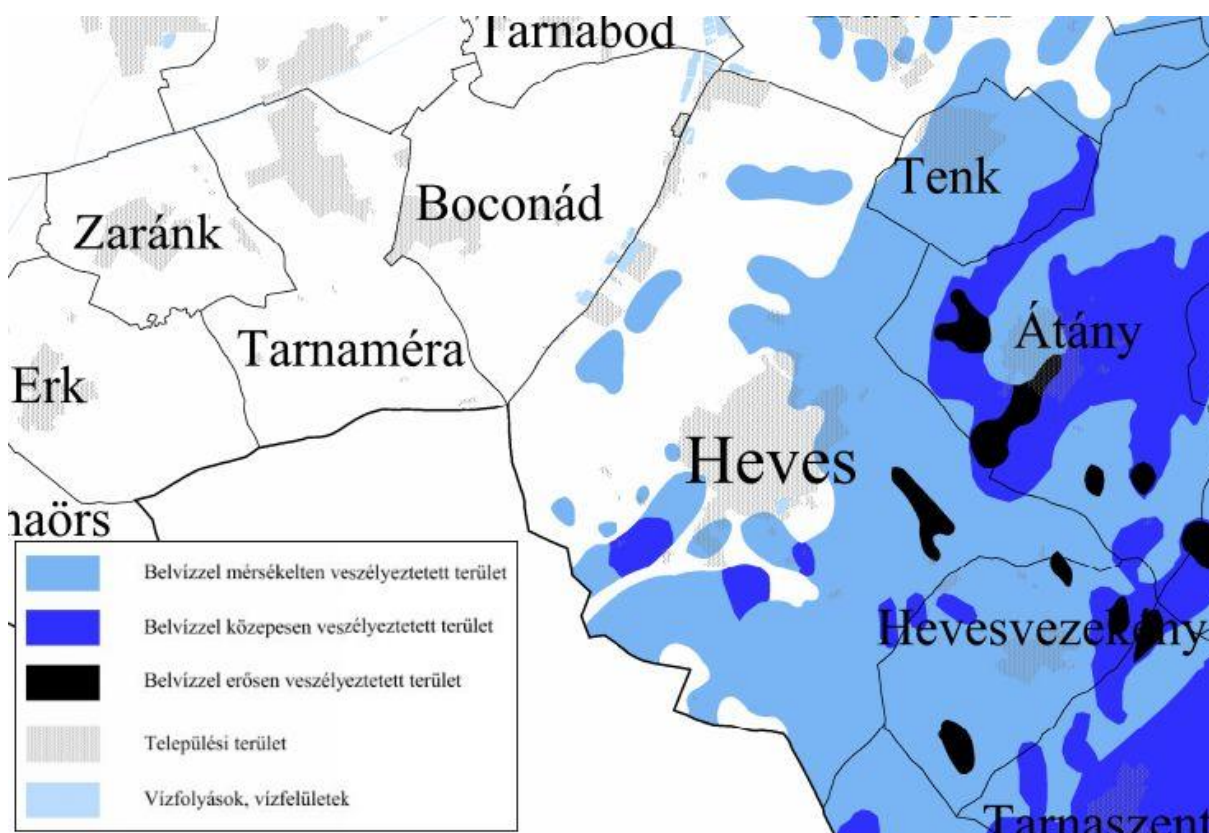 Tarnabod
Tenk
Boconád
Zaránk
Átány
Tarnaméra
Erk
Heves
Hevesvezekény
Belvízzel mérsékelten veszélyeztetett terület
Belvízzel közepesen veszélyeztetett terület
Belvízzel erősen veszélyeztetett terület
Települési terület
Vízfolyások, vízfelületek